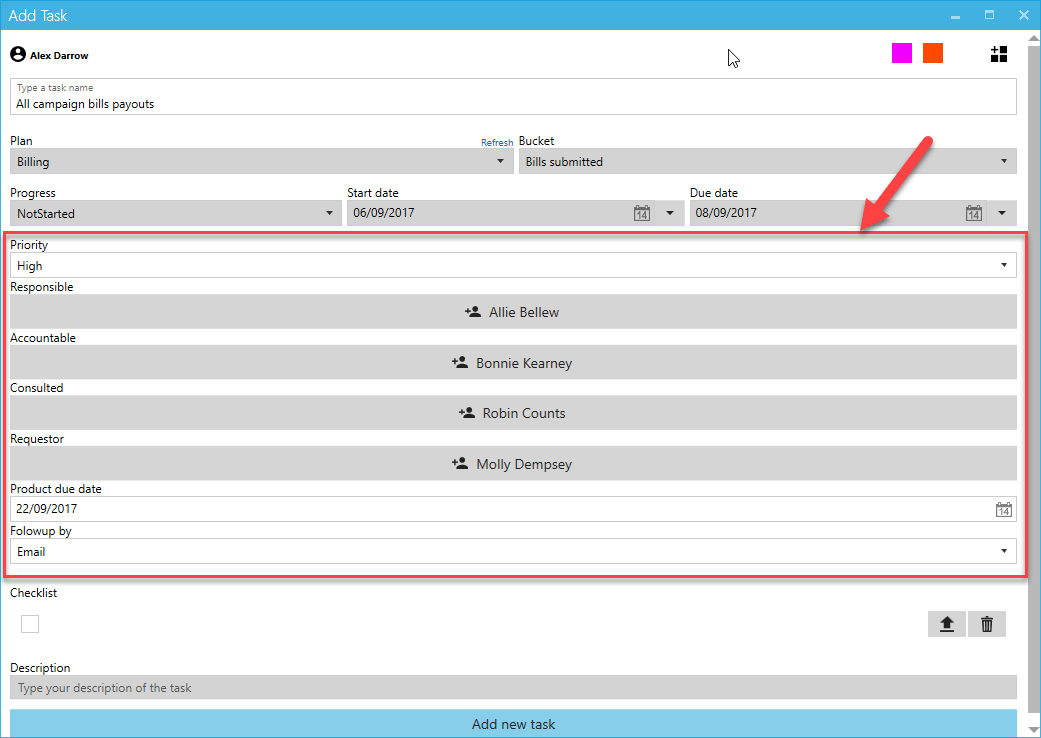 Add Task
Alex Darrow
Type a task name
All campaign bills payouts
Plan Refresh Bucket
Billing Bills submitted
Progress Start date Due date
NotStarted 06/09/2017 14 08/09/2017 14
Priority
High
Responsible
Allie Bellew
Accountable
Bonnie Kearney
Consulted
Robin Counts
Requestor
Molly Dempsey
Product due date
22/09/2017 14
Folowup by
Email
Checklist
Description
Type your description of the task
Add new task